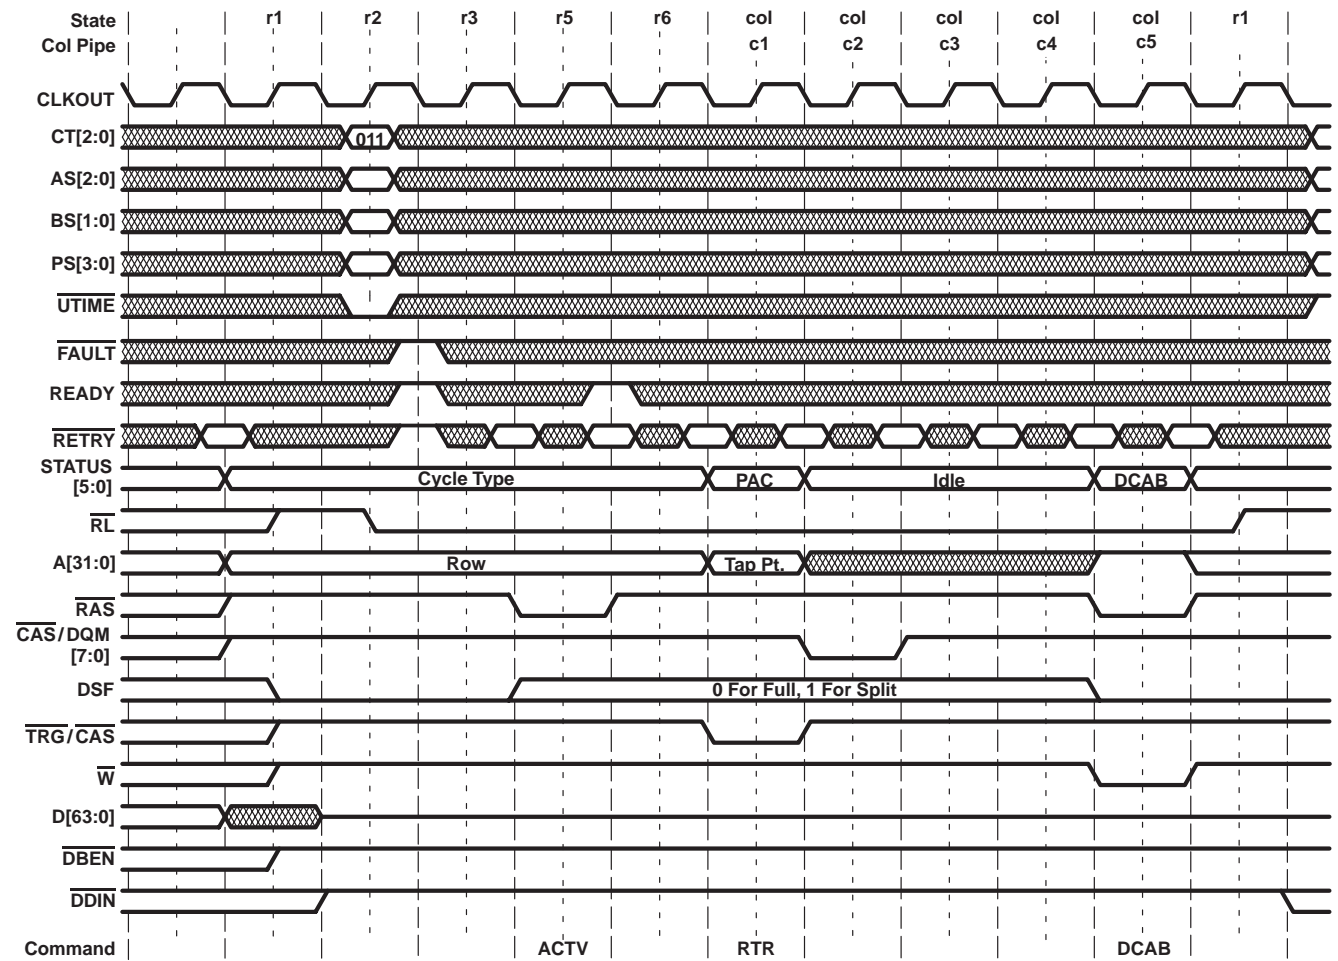 State r1 r2 r3 r5 r6 col col col col col r1
Col Pipe c1 c2 c3 c4 c5
CLKOUT
CT[2:0] 011
AS[2:0]
BS[1:0]
PS[3:0]
UTIME
FAULT
READY
RETRY
STATUS
[5:0] Cycle Type PAC Idle DCAB
RL
A[31:0] Row Tap Pt.
RAS
CAS/DQM
[7:0]
DSF 0 For Full, 1 For Split
TRG/CAS
W
D[63:0]
DBEN
DDIN
Command ACTV RTR DCAB